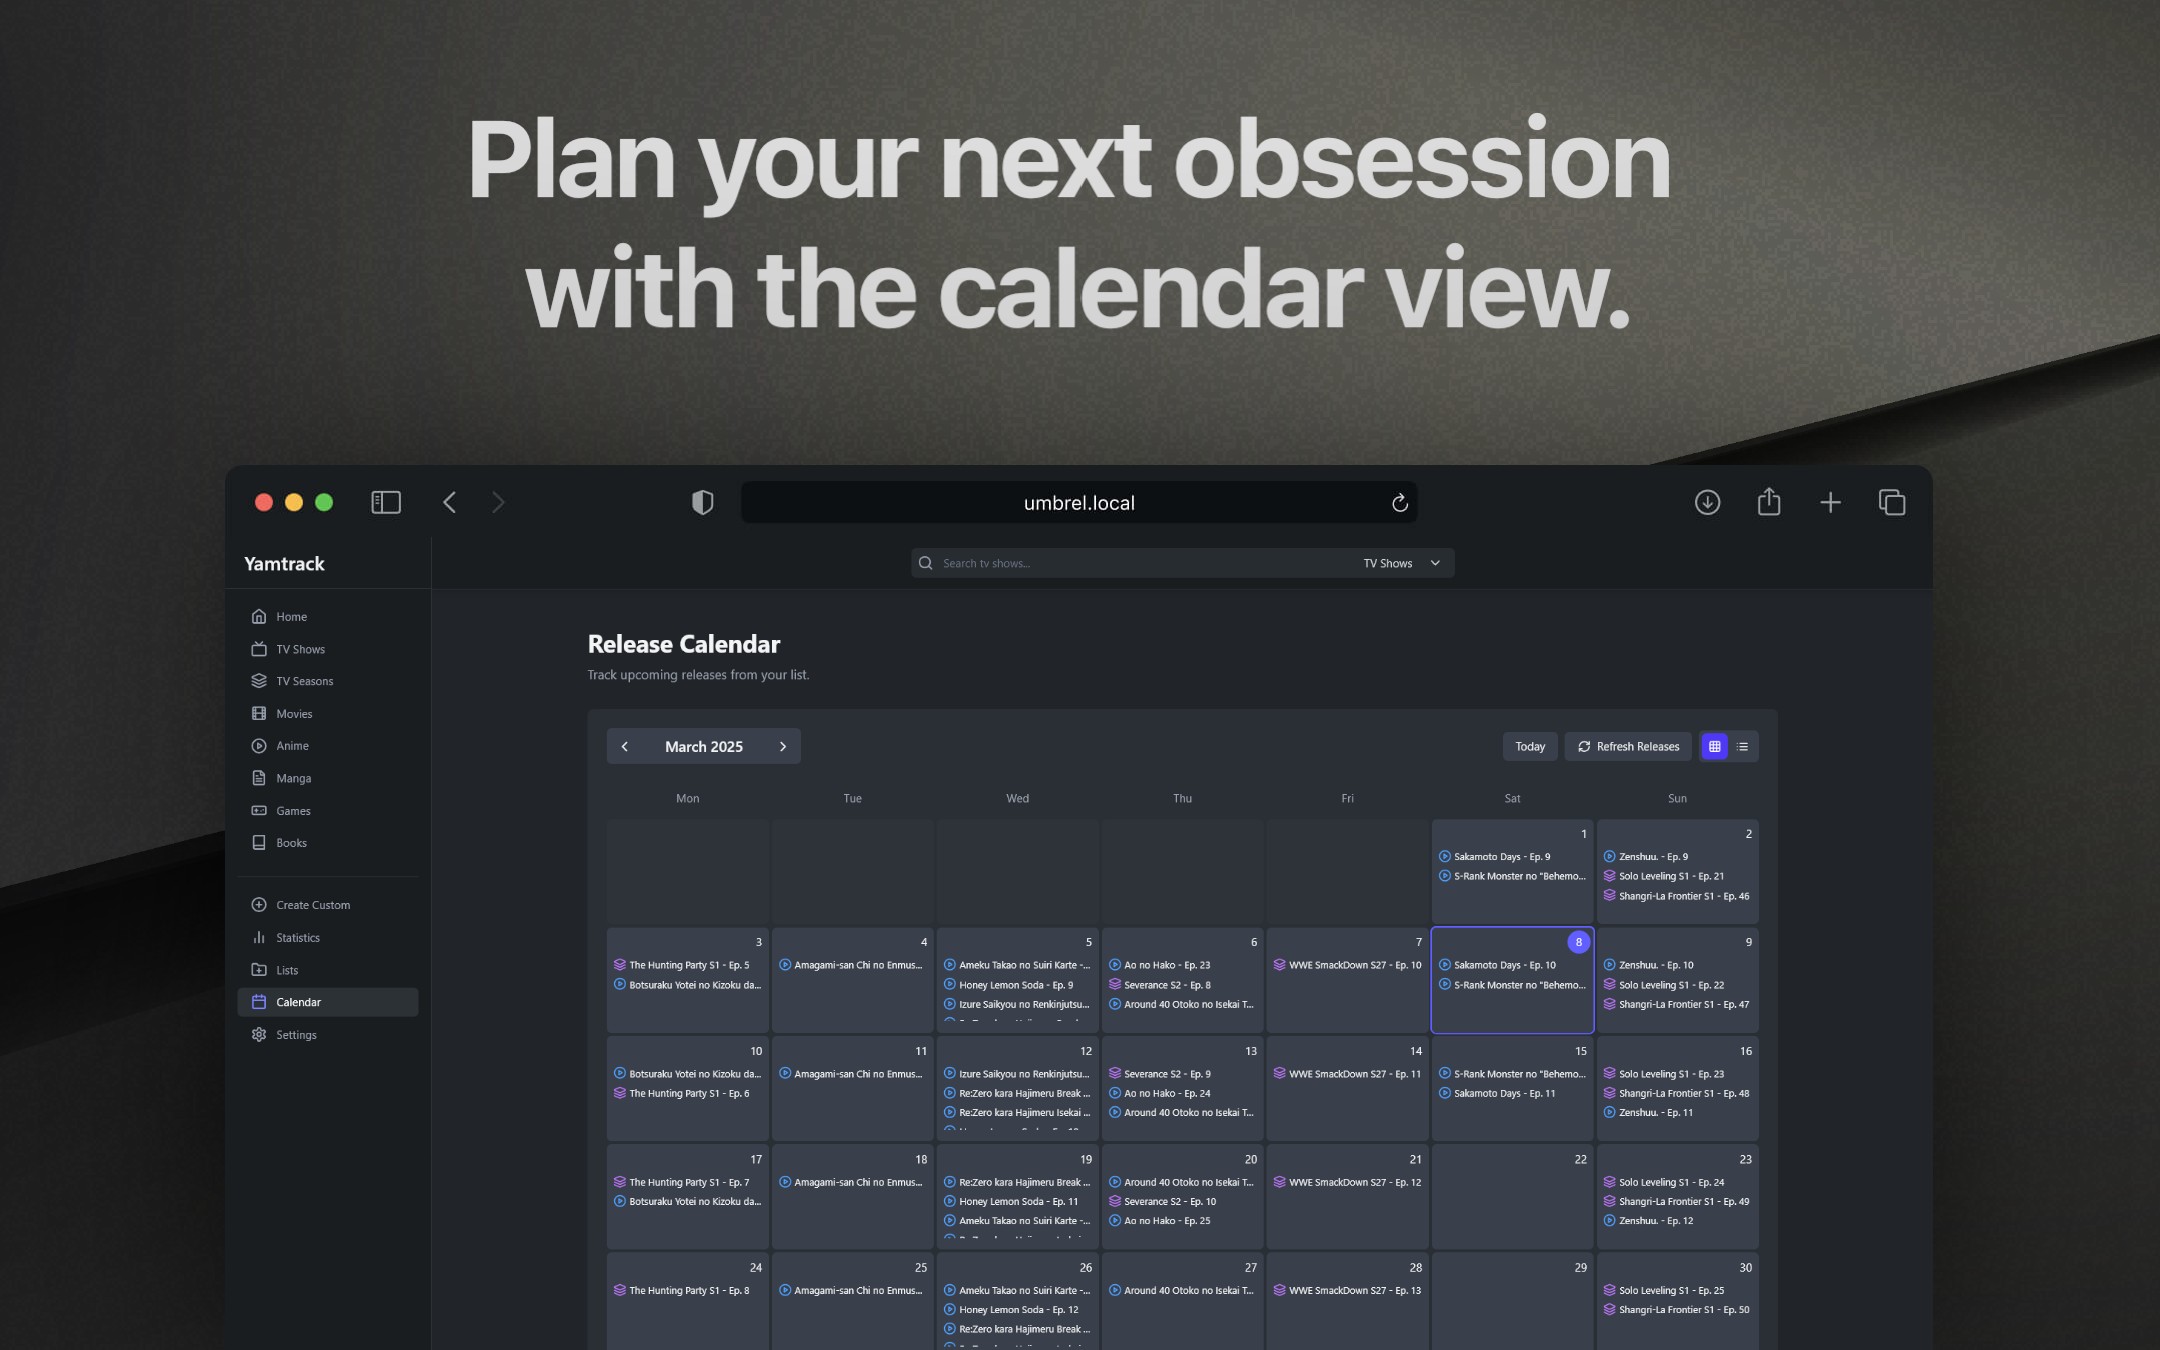 Plan your next obsession
with the calendar view.
umbrel.local
Yamtrack
Search tv shows...
TV Shows
Home
TV Shows
TV Seasons
Movies
Anime
Manga
Games
Books
Create Custom
Statistics
Lists
Calendar
Settings
Release Calendar
Track upcoming releases from your list.
March 2025
Today
Refresh Releases
Mon Tue Wed Thu Fri Sat Sun
1
Sakamoto Days - Ep. 9
S-Rank Monster no "Behemo...
2
Zenshuu. - Ep. 9
Solo Leveling S1 - Ep. 21
Shangri-La Frontier S1 - Ep. 46
3
The Hunting Party S1 - Ep. 5
Botsuraku Yotei no Kizoku da...
4
Amagami-san Chi no Enmus...
5
Ameku Takao no Suiri Karte -...
Honey Lemon Soda - Ep. 9
Izure Saikyou no Renkinjutsu...
6
Ao no Hako - Ep. 23
Severance S2 - Ep. 8
Around 40 Otoko no Isekai T...
7
WWE SmackDown S27 - Ep. 10
8
Sakamoto Days - Ep. 10
S-Rank Monster no "Behemo...
9
Zenshuu. - Ep. 10
Solo Leveling S1 - Ep. 22
Shangri-La Frontier S1 - Ep. 47
10
Botsuraku Yotei no Kizoku da...
The Hunting Party S1 - Ep. 6
11
Amagami-san Chi no Enmus...
12
Izure Saikyou no Renkinjutsu...
Re:Zero kara Hajimeru Break ...
Re:Zero kara Hajimeru Isekai ...
13
Severance S2 - Ep. 9
Ao no Hako - Ep. 24
Around 40 Otoko no Isekai T...
14
WWE SmackDown S27 - Ep. 11
15
S-Rank Monster no "Behemo...
Sakamoto Days - Ep. 11
16
Solo Leveling S1 - Ep. 23
Shangri-La Frontier S1 - Ep. 48
Zenshuu. - Ep. 11
17
The Hunting Party S1 - Ep. 7
Botsuraku Yotei no Kizoku da...
18
Amagami-san Chi no Enmus...
19
Re:Zero kara Hajimeru Break ...
Honey Lemon Soda - Ep. 11
Ameku Takao no Suiri Karte -...
20
Around 40 Otoko no Isekai T...
Severance S2 - Ep. 10
Ao no Hako - Ep. 25
21
WWE SmackDown S27 - Ep. 12
22
23
Solo Leveling S1 - Ep. 24
Shangri-La Frontier S1 - Ep. 49
Zenshuu. - Ep. 12
24
The Hunting Party S1 - Ep. 8
25
Amagami-san Chi no Enmus...
26
Ameku Takao no Suiri Karte -...
Honey Lemon Soda - Ep. 12
Re:Zero kara Hajimeru Break ...
27
Around 40 Otoko no Isekai T...
28
WWE SmackDown S27 - Ep. 13
29
30
Solo Leveling S1 - Ep. 25
Shangri-La Frontier S1 - Ep. 50